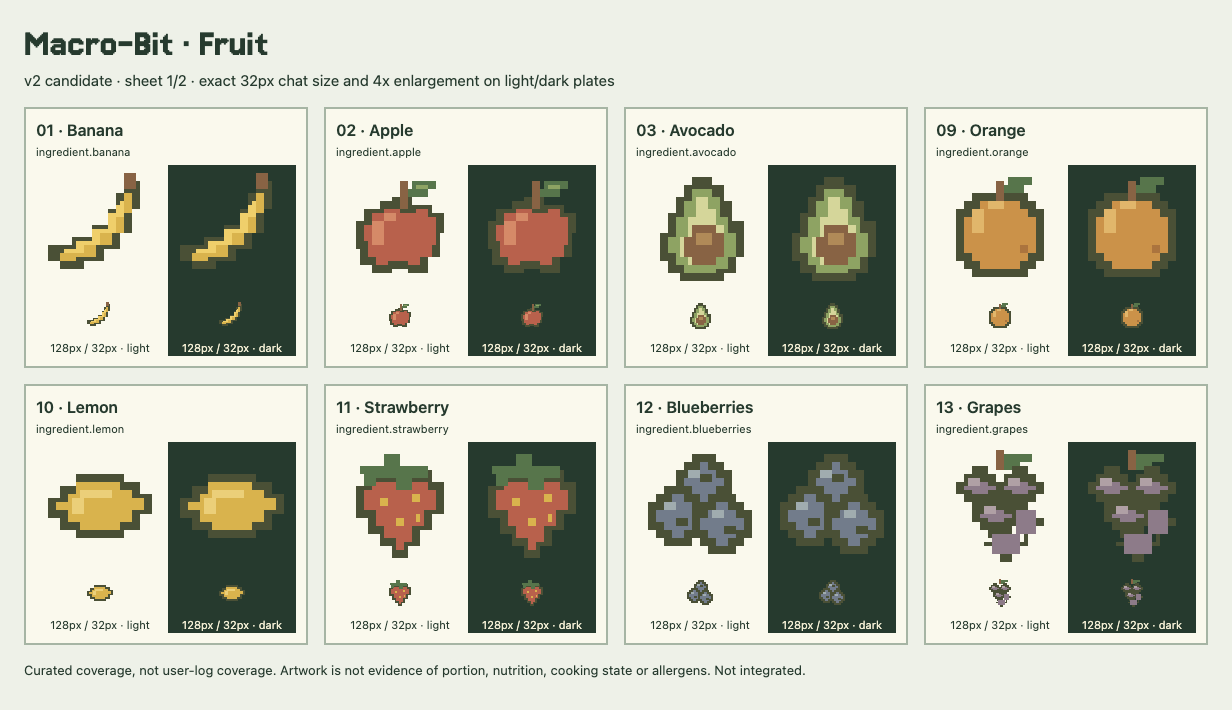 Macro-Bit · Fruit
v2 candidate · sheet 1/2 · exact 32px chat size and 4x enlargement on light/dark plates
01 · Banana
ingredient.banana
128px / 32px · light
128px / 32px · dark
02 · Apple
ingredient.apple
128px / 32px · light
128px / 32px · dark
03 · Avocado
ingredient.avocado
128px / 32px · light
128px / 32px · dark
09 · Orange
ingredient.orange
128px / 32px · light
128px / 32px · dark
10 · Lemon
ingredient.lemon
128px / 32px · light
128px / 32px · dark
11 · Strawberry
ingredient.strawberry
128px / 32px · light
128px / 32px · dark
12 · Blueberries
ingredient.blueberries
128px / 32px · light
128px / 32px · dark
13 · Grapes
ingredient.grapes
128px / 32px · light
128px / 32px · dark
Curated coverage, not user-log coverage. Artwork is not evidence of portion, nutrition, cooking state or allergens. Not integrated.